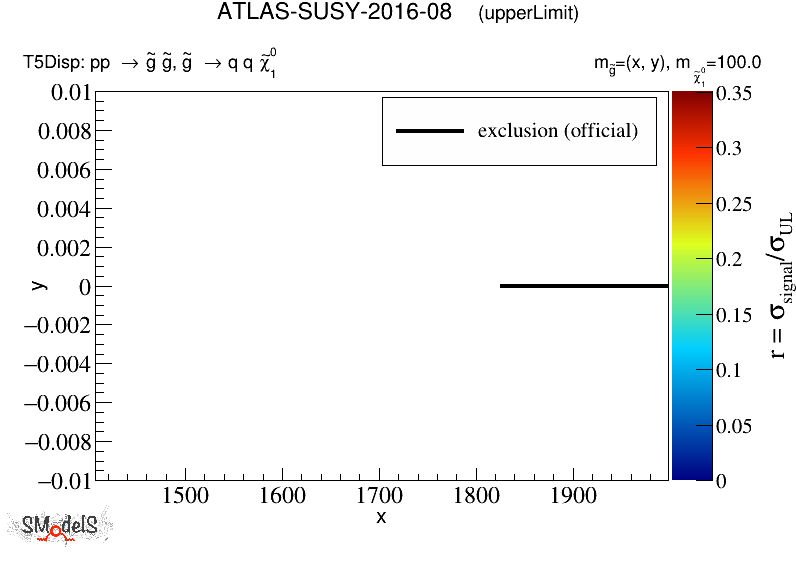 ATLAS-SUSY-2016-08 (upperLimit)
T5Disp: pp → g̃ g̃, g̃ → q q χ̃₁⁰
m_g̃=(x, y), m_χ̃₁⁰=100.0
exclusion (official)
0.01
0.008
0.006
0.004
0.002
0
−0.002
−0.004
−0.006
−0.008
−0.01
y
1500 1600 1700 1800 1900
x
0.35
0.3
0.25
0.2
0.15
0.1
0.05
0
r = σ_signal/σ_UL
SModelS